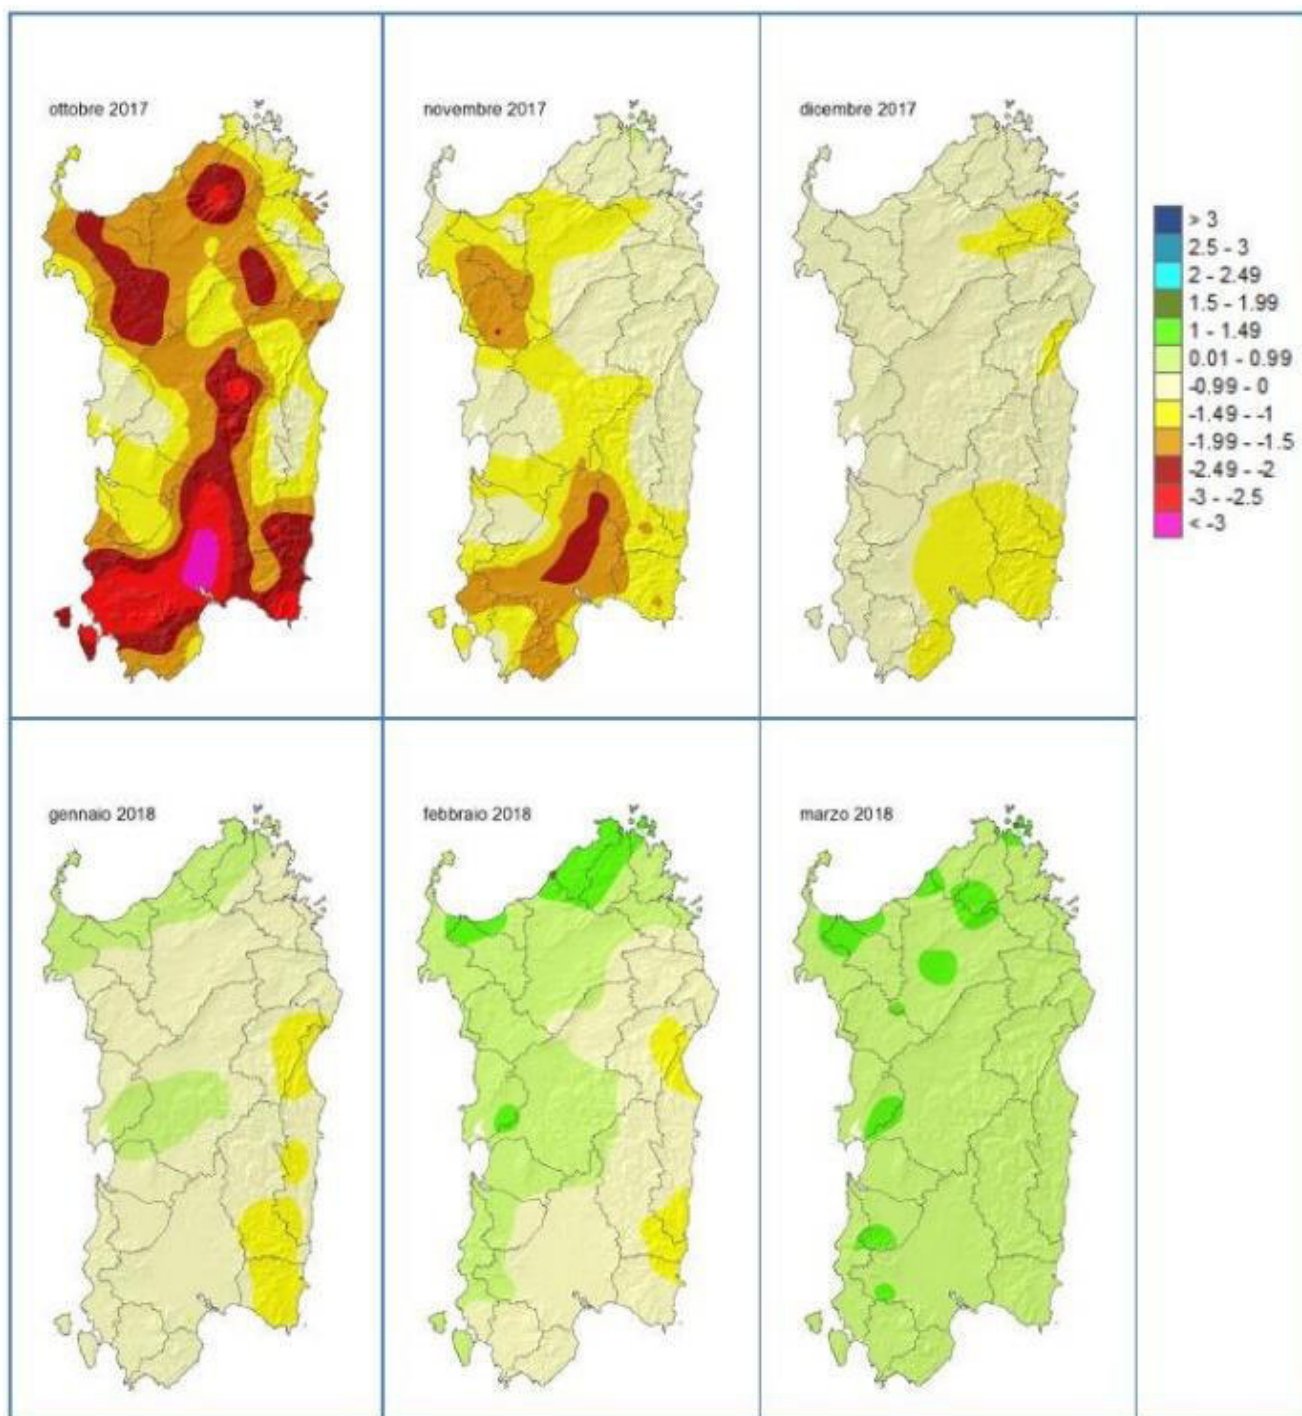 ottobre 2017
novembre 2017
dicembre 2017
> 3
2.5 - 3
2 - 2.49
1.5 - 1.99
1 - 1.49
0.01 - 0.99
-0.99 - 0
-1.49 - -1
-1.99 - -1.5
-2.49 - -2
-3 - -2.5
< -3
gennaio 2018
febbraio 2018
marzo 2018